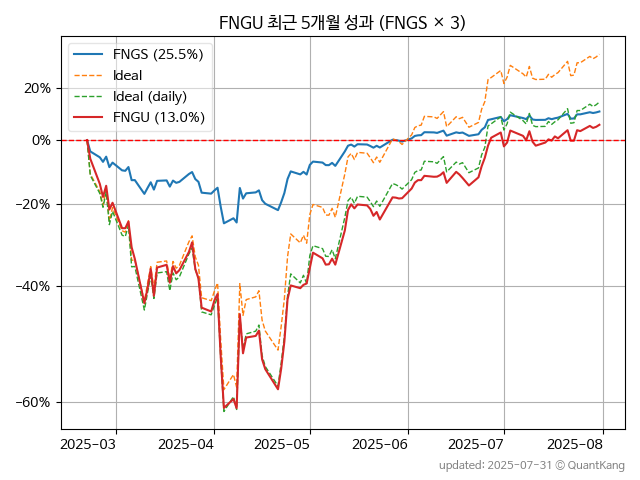 FNGU 최근 5개월 성과 (FNGS × 3)
FNGS (25.5%)
Ideal
Ideal (daily)
FNGU (13.0%)
20%
0%
−20%
−40%
−60%
2025-03 2025-04 2025-05 2025-06 2025-07 2025-08
updated: 2025-07-31 © QuantKang